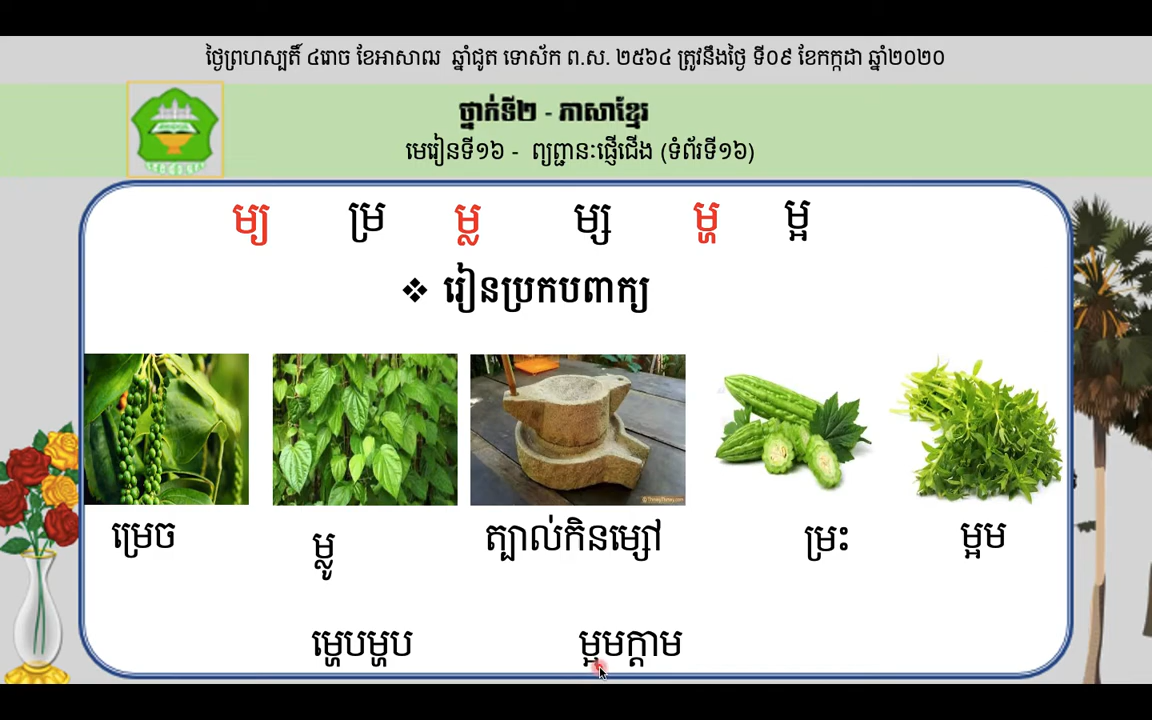 ថ្ងៃព្រហស្បតិ៍ ៤រោច ខែអាសាឍ ឆ្នាំជូត ទោស័ក ព.ស. ២៥៦៤ ត្រូវនឹងថ្ងៃ ទី០៩ ខែកក្កដា ឆ្នាំ២០២០
ថ្នាក់ទី២ - ភាសាខ្មែរ
មេរៀនទី១៦ - ព្យព្ជានៈផ្ញើជើង (ទំព័រទី១៦)
ម្យ ម្រ ម្ល ម្ស ម្ហ ម្អ
❖ រៀនប្រកបពាក្យ
ម្រេច ម្លូ ត្បាល់កិនម្សៅ ម្រះ ម្អម
ម្ហេបម្ហប ម្អមក្ដាម